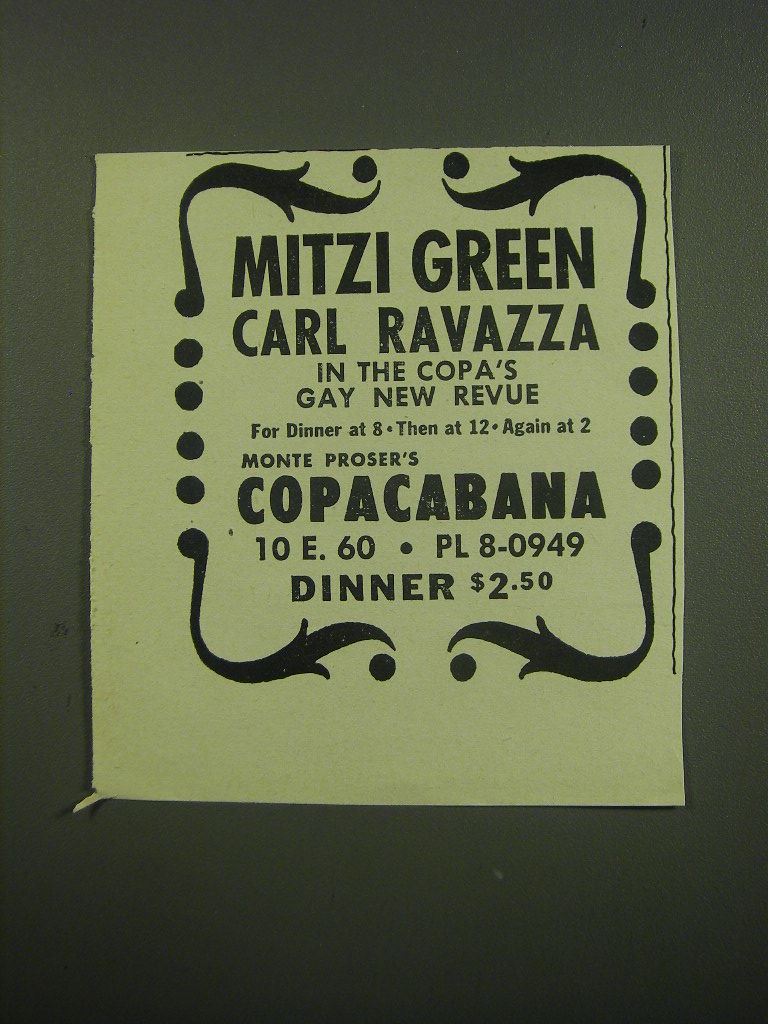 MITZI GREEN
CARL RAVAZZA
IN THE COPA'S
GAY NEW REVUE
For Dinner at 8 • Then at 12 • Again at 2
MONTE PROSER'S
COPACABANA
10 E. 60 • PL 8-0949
DINNER $2.50